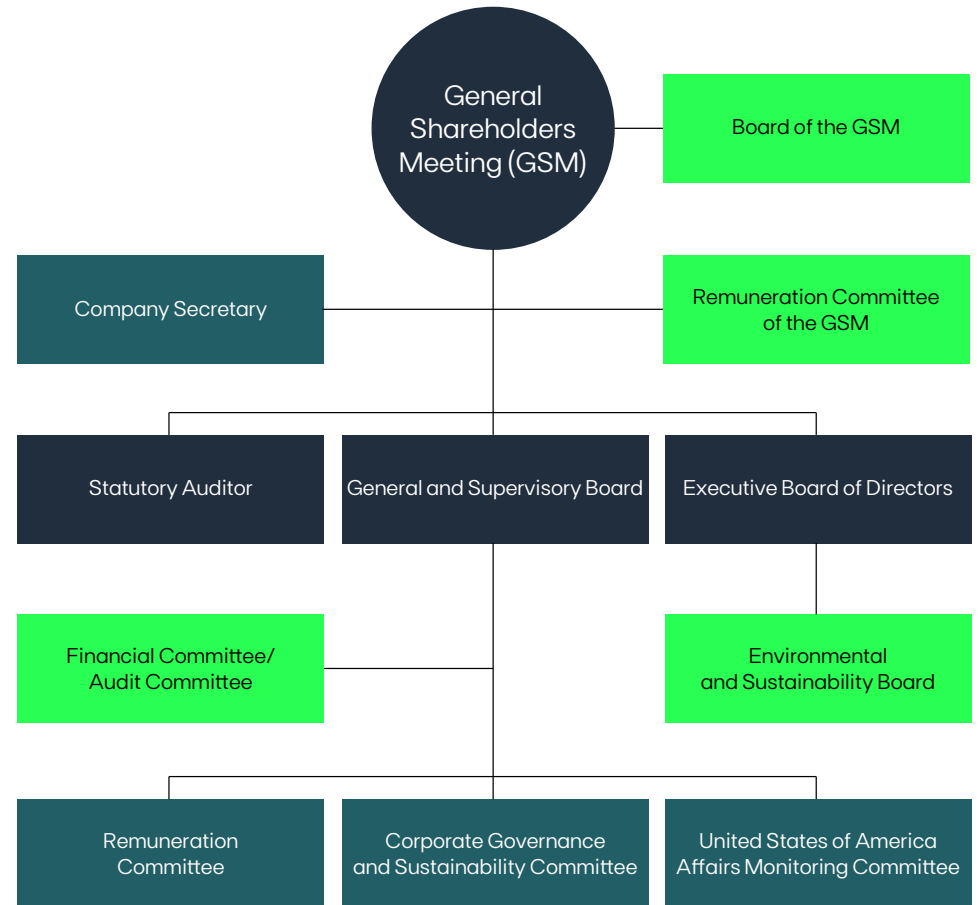 General
Shareholders
Meeting (GSM)
Board of the GSM
Company Secretary
Remuneration Committee
of the GSM
Statutory Auditor
General and Supervisory Board
Executive Board of Directors
Financial Committee/
Audit Committee
Environmental
and Sustainability Board
Remuneration
Committee
Corporate Governance
and Sustainability Committee
United States of America
Affairs Monitoring Committee